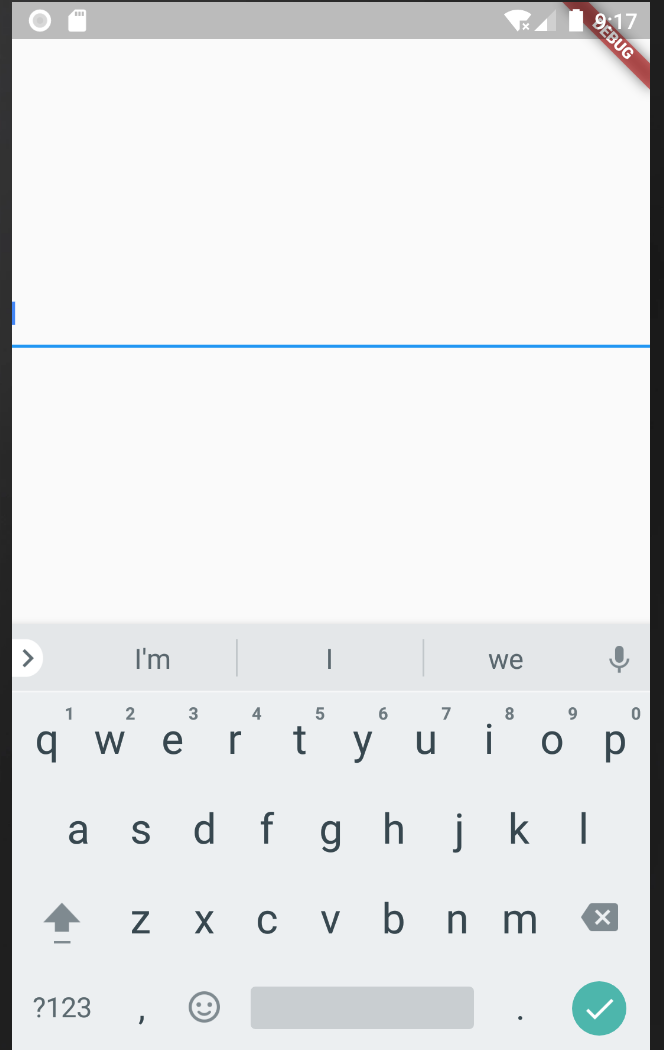 9:17
DEBUG
I'm I we
1 2 3 4 5 6 7 8 9 0
q w e r t y u i o p
a s d f g h j k l
z x c v b n m
?123 , .